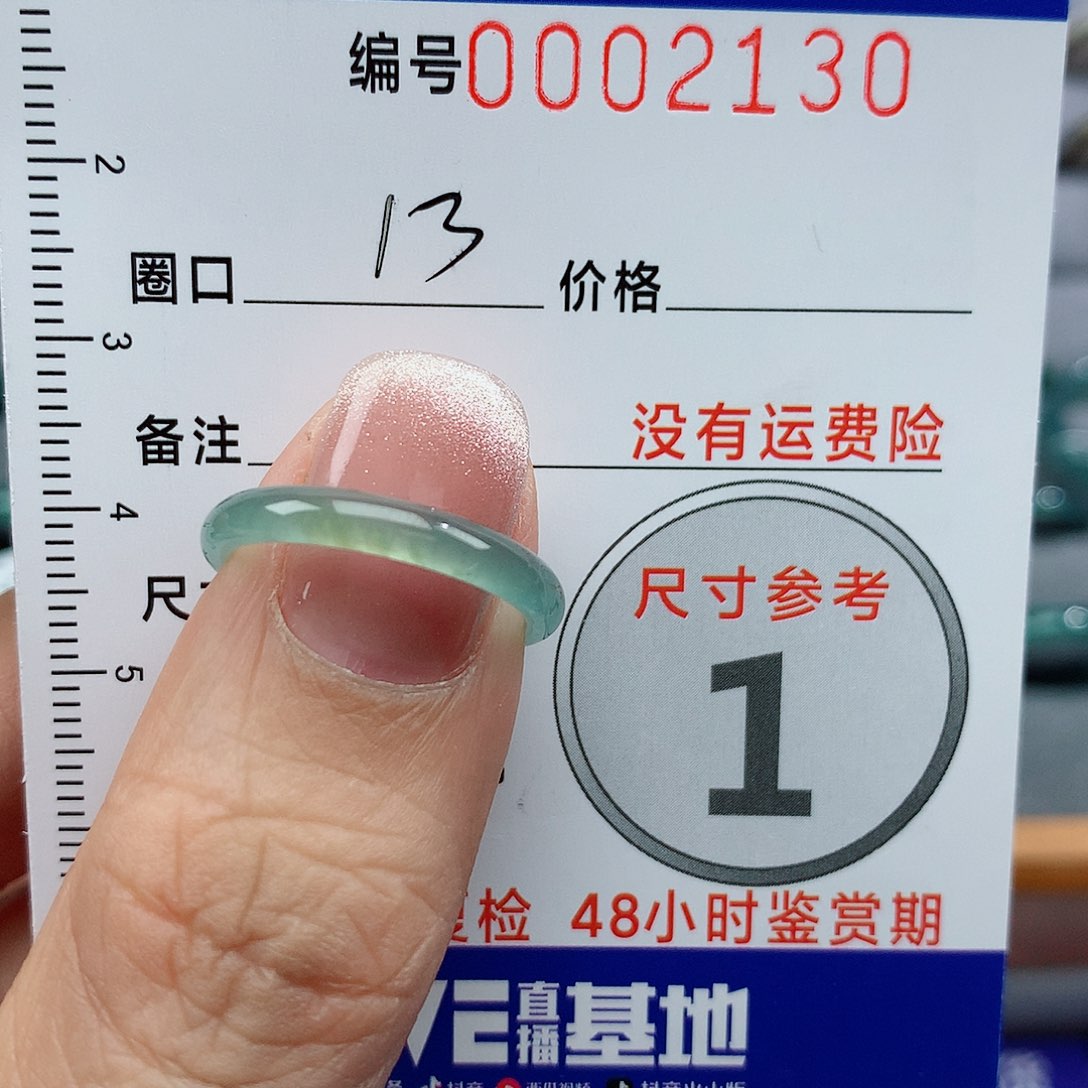 编号0002130
2
圈口 13 价格
3
备注 没有运费险
4
尺寸参考
5
1
检 48小时鉴赏期
直播基地
抖音